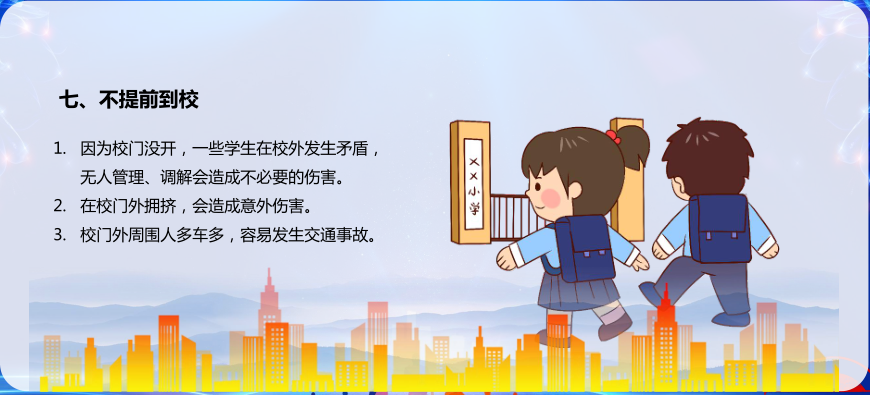 七、不提前到校
1. 因为校门没开，一些学生在校外发生矛盾，
无人管理、调解会造成不必要的伤害。
2. 在校门外拥挤，会造成意外伤害。
3. 校门外周围人多车多，容易发生交通事故。
××小学